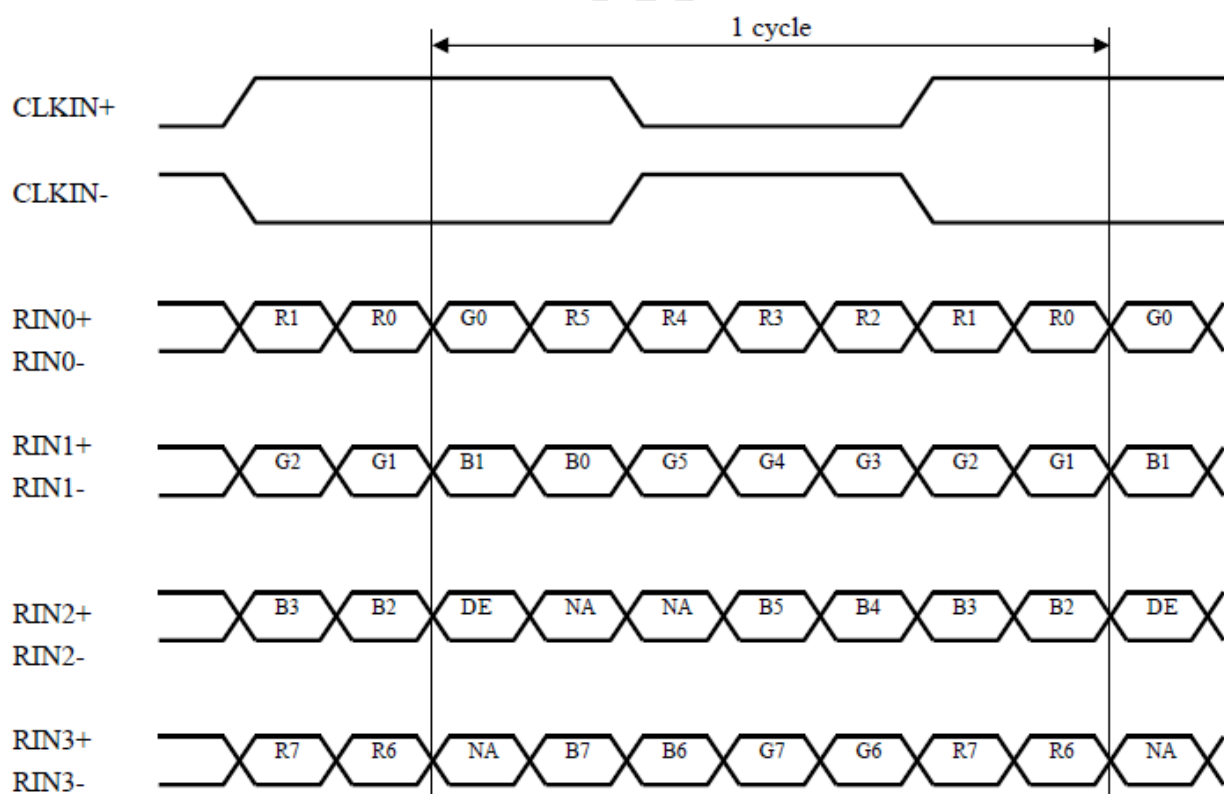 1 cycle
CLKIN+
CLKIN-
RIN0+ R1 R0 G0 R5 R4 R3 R2 R1 R0 G0
RIN0-
RIN1+ G2 G1 B1 B0 G5 G4 G3 G2 G1 B1
RIN1-
RIN2+ B3 B2 DE NA NA B5 B4 B3 B2 DE
RIN2-
RIN3+ R7 R6 NA B7 B6 G7 G6 R7 R6 NA
RIN3-